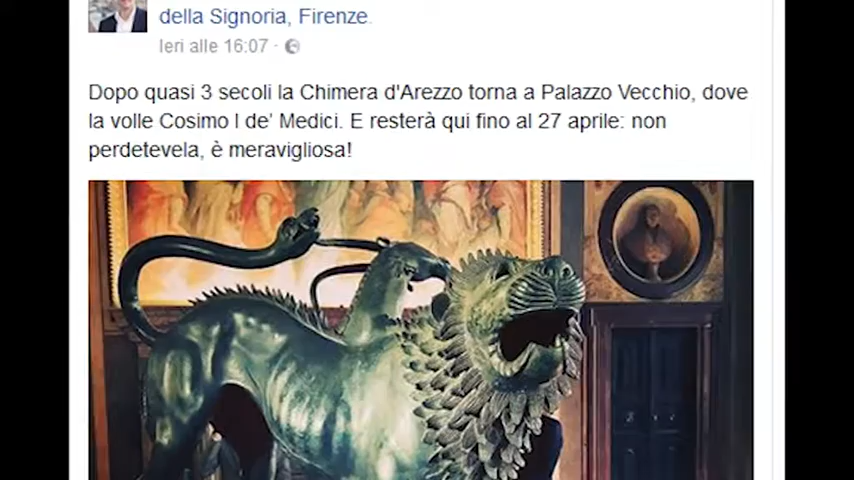 della Signoria, Firenze.
Ieri alle 16:07 ·
Dopo quasi 3 secoli la Chimera d'Arezzo torna a Palazzo Vecchio, dove
la volle Cosimo I de' Medici. E resterà qui fino al 27 aprile: non
perdetevela, è meravigliosa!